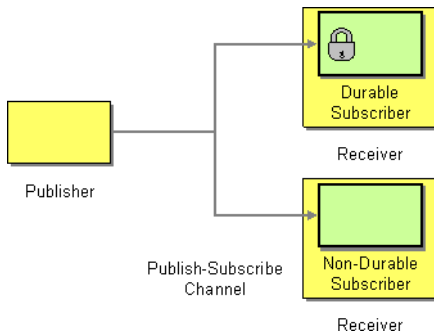 Durable
Subscriber
Receiver
Publisher
Publish-Subscribe
Channel
Non-Durable
Subscriber
Receiver